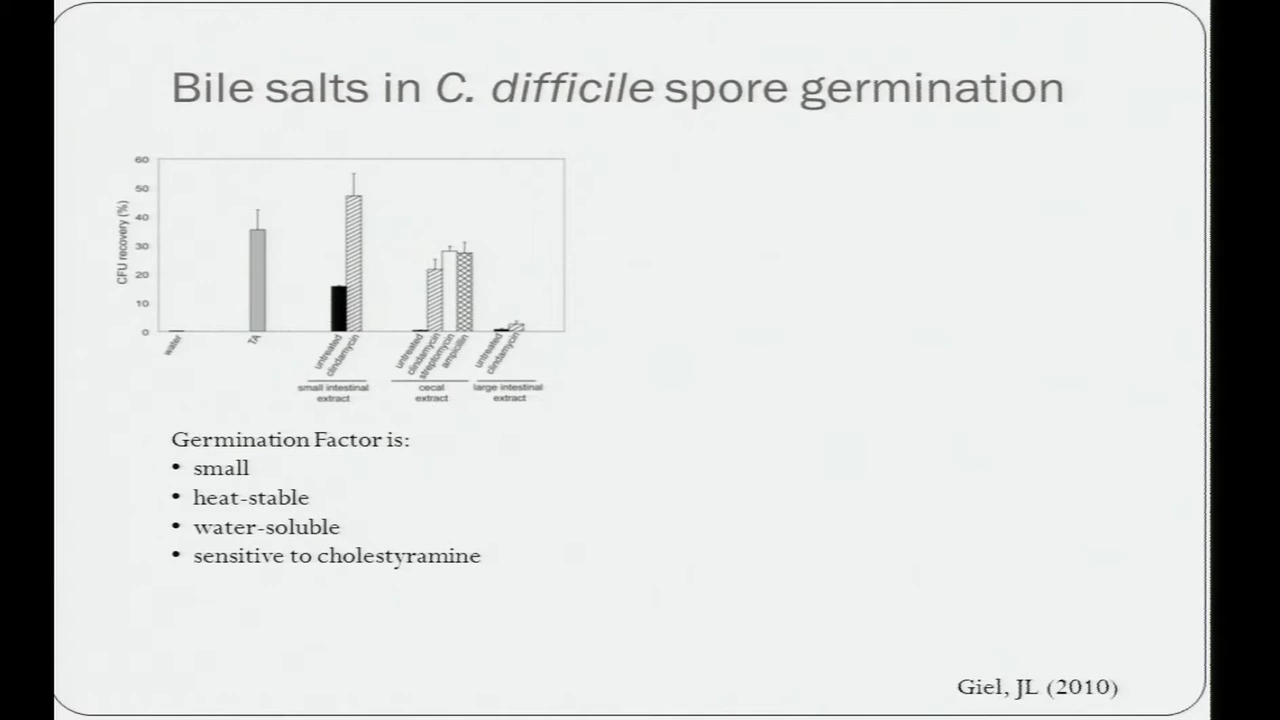 Bile salts in C. difficile spore germination
60
50
40
30
20
10
0
CFU recovery (%)
water
TA
untreated
clindamycin
small intestinal
extract
untreated
clindamycin
streptomycin
ampicillin
cecal
extract
untreated
clindamycin
large intestinal
extract
Germination Factor is:
• small
• heat-stable
• water-soluble
• sensitive to cholestyramine
Giel, JL (2010)